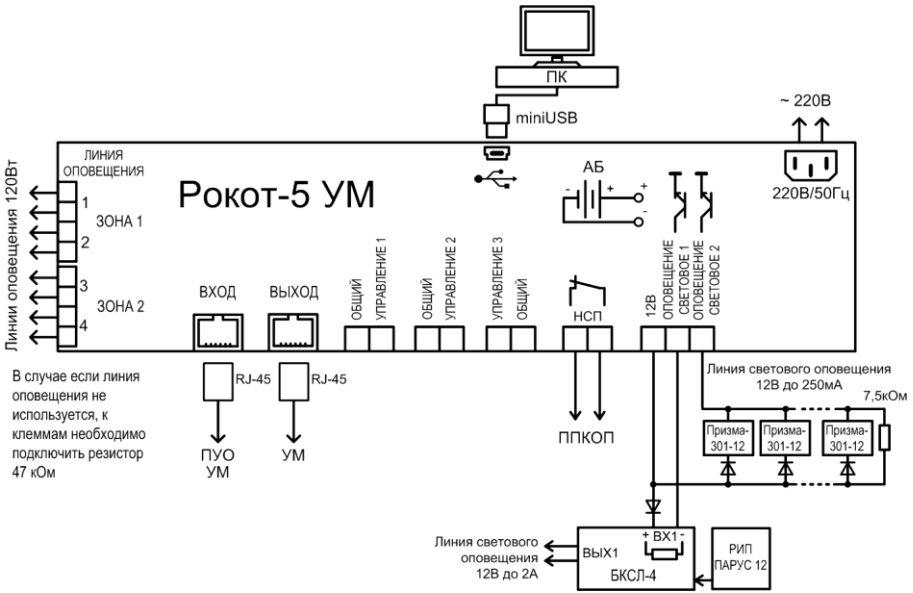 ПК
miniUSB
~ 220В
220В/50Гц
ЛИНИЯ
ОПОВЕЩЕНИЯ
Линии оповещения 120Вт
1
ЗОНА 1
2
3
ЗОНА 2
4
Рокот-5 УМ
АБ
- +
+
-
ВХОД
ВЫХОД
ОБЩИЙ
УПРАВЛЕНИЕ 1
ОБЩИЙ
УПРАВЛЕНИЕ 2
УПРАВЛЕНИЕ 3
ОБЩИЙ
НСП
12В
ОПОВЕЩЕНИЕ
СВЕТОВОЕ 1
ОПОВЕЩЕНИЕ
СВЕТОВОЕ 2
RJ-45
RJ-45
ПУО
УМ
УМ
ППКОП
В случае если линия
оповещения не
используется, к
клеммам необходимо
подключить резистор
47 кОм
Линия светового оповещения
12В до 250мА
7,5кОм
Призма-
301-12
Призма-
301-12
Призма-
301-12
Линия светового
оповещения
12В до 2А
ВЫХ1
+ ВХ1 -
БКСЛ-4
РИП
ПАРУС 12